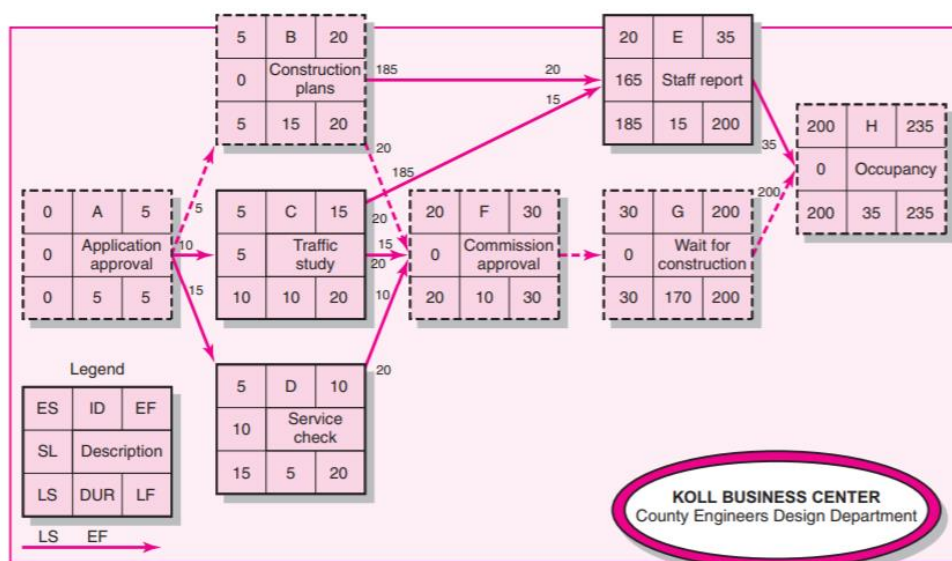 5 B 20
0 Construction plans
5 15 20
185
20
15
20
185
20 E 35
165 Staff report
185 15 200
35
200 H 235
0 Occupancy
200 35 235
0 A 5
0 Application approval
0 5 5
5
10
15
5 C 15
5 Traffic study
10 10 20
20
15
20
10
20
20 F 30
0 Commission approval
20 10 30
30 G 200
0 Wait for construction
30 170 200
200
5 D 10
10 Service check
15 5 20
Legend
ES ID EF
SL Description
LS DUR LF
LS EF
KOLL BUSINESS CENTER
County Engineers Design Department